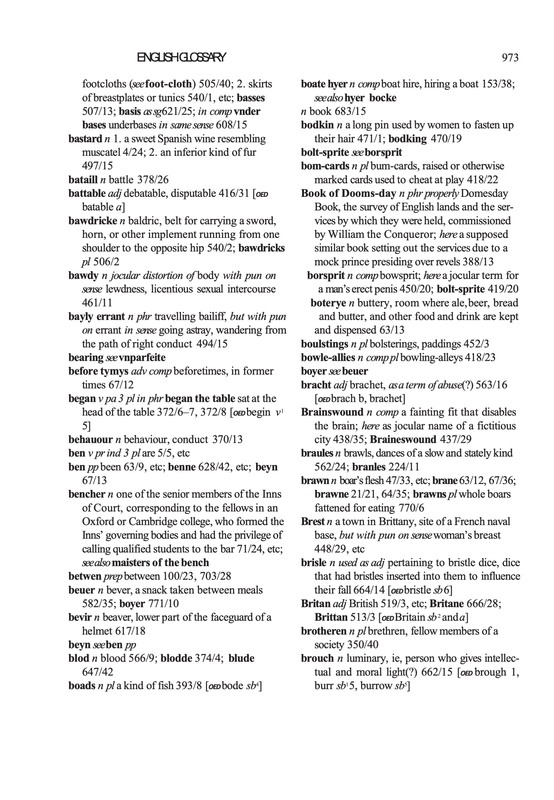 ENGLISH GLOSSARY 973
footcloths (see foot-cloth) 505/40; 2. skirts
of breastplates or tunics 540/1, etc; basses
507/13; basis as sg 621/25; in comp vnder
bases underbases in same sense 608/15
bastard n 1. a sweet Spanish wine resembling
muscatel 4/24; 2. an inferior kind of fur
497/15
bataill n battle 378/26
battable adj debatable, disputable 416/31 [OED
batable a]
bawdricke n baldric, belt for carrying a sword,
horn, or other implement running from one
shoulder to the opposite hip 540/2; bawdricks
pl 506/2
bawdy n jocular distortion of body with pun on
sense lewdness, licentious sexual intercourse
461/11
bayly errant n phr travelling bailiff, but with pun
on errant in sense going astray, wandering from
the path of right conduct 494/15
bearing see vnparfeite
before tymys adv comp beforetimes, in former
times 67/12
began v pa 3 pl in phr began the table sat at the
head of the table 372/6–7, 372/8 [OED begin v¹
5]
behauour n behaviour, conduct 370/13
ben v pr ind 3 pl are 5/5, etc
ben pp been 63/9, etc; benne 628/42, etc; beyn
67/13
bencher n one of the senior members of the Inns
of Court, corresponding to the fellows in an
Oxford or Cambridge college, who formed the
Inns' governing bodies and had the privilege of
calling qualified students to the bar 71/24, etc;
see also maisters of the bench
betwen prep between 100/23, 703/28
beuer n bever, a snack taken between meals
582/35; boyer 771/10
bevir n beaver, lower part of the faceguard of a
helmet 617/18
beyn see ben pp
blod n blood 566/9; blodde 374/4; blude
647/42
boads n pl a kind of fish 393/8 [OED bode sb⁴]
boate hyer n comp boat hire, hiring a boat 153/38;
see also hyer bocke
n book 683/15
bodkin n a long pin used by women to fasten up
their hair 471/1; bodking 470/19
bolt-sprite see borsprit
bom-cards n pl bum-cards, raised or otherwise
marked cards used to cheat at play 418/22
Book of Dooms-day n phr properly Domesday
Book, the survey of English lands and the ser-
vices by which they were held, commissioned
by William the Conqueror; here a supposed
similar book setting out the services due to a
mock prince presiding over revels 388/13
borsprit n comp bowsprit; here a jocular term for
a man's erect penis 450/20; bolt-sprite 419/20
boterye n buttery, room where ale, beer, bread
and butter, and other food and drink are kept
and dispensed 63/13
boulstings n pl bolsterings, paddings 452/3
bowle-allies n comp pl bowling-alleys 418/23
boyer see beuer
bracht adj brachet, as a term of abuse(?) 563/16
[OED brach b, brachet]
Brainswound n comp a fainting fit that disables
the brain; here as jocular name of a fictitious
city 438/35; Braineswound 437/29
braules n brawls, dances of a slow and stately kind
562/24; branles 224/11
brawn n boar's flesh 47/33, etc; brane 63/12, 67/36;
brawne 21/21, 64/35; brawns pl whole boars
fattened for eating 770/6
Brest n a town in Brittany, site of a French naval
base, but with pun on sense woman's breast
448/29, etc
brisle n used as adj pertaining to bristle dice, dice
that had bristles inserted into them to influence
their fall 664/14 [OED bristle sb 6]
Britan adj British 519/3, etc; Britane 666/28;
Brittan 513/3 [OED Britain sb² and a]
brotheren n pl brethren, fellow members of a
society 350/40
brouch n luminary, ie, person who gives intellec-
tual and moral light(?) 662/15 [OED brough 1,
burr sb¹ 5, burrow sb²]